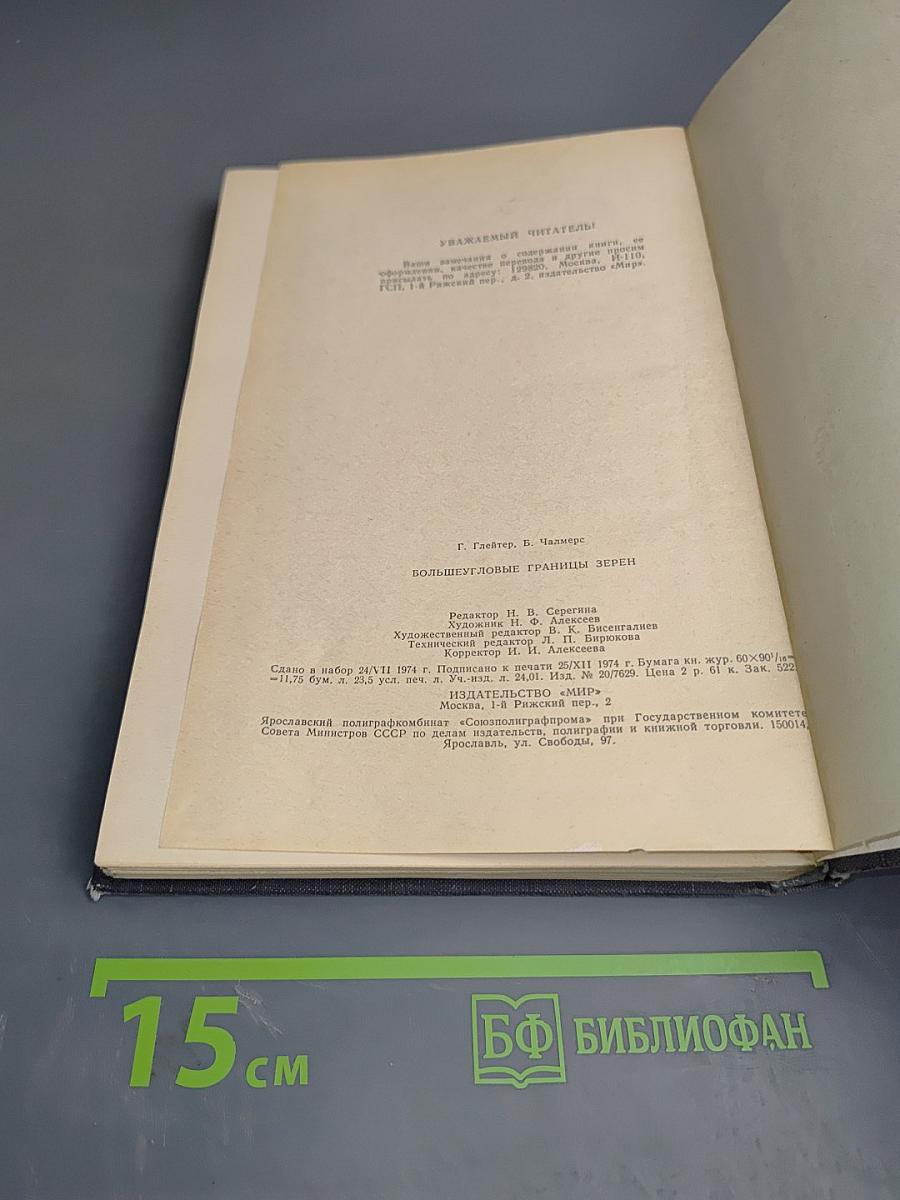 УВАЖАЕМЫЙ ЧИТАТЕЛЬ!
Ваши замечания о содержании книги, ее
оформлении, качестве перевода и другие просим
присылать по адресу: 129820, Москва, И-110,
ГСП, 1-й Рижский пер., д. 2, издательство «Мир».
Г. Глейтер, Б. Чалмерс
БОЛЬШЕУГЛОВЫЕ ГРАНИЦЫ ЗЕРЕН
Редактор Н. В. Серегина
Художник Н. Ф. Алексеев
Художественный редактор В. К. Бисенгалиев
Технический редактор Л. П. Бирюкова
Корректор И. И. Алексеева
Сдано в набор 24/VII 1974 г. Подписано к печати 25/XII 1974 г. Бумага кн. жур. 60×90¹/₁₆=
=11,75 бум. л. 23,5 усл. печ. л. Уч.-изд. л. 24,01. Изд. № 20/7629. Цена 2 р. 61 к. Зак. 522
ИЗДАТЕЛЬСТВО «МИР»
Москва, 1-й Рижский пер., 2
Ярославский полиграфкомбинат «Союзполиграфпрома» при Государственном комитете
Совета Министров СССР по делам издательств, полиграфии и книжной торговли. 150014,
Ярославль, ул. Свободы, 97.
15 см
БФ БИБЛИОФАН